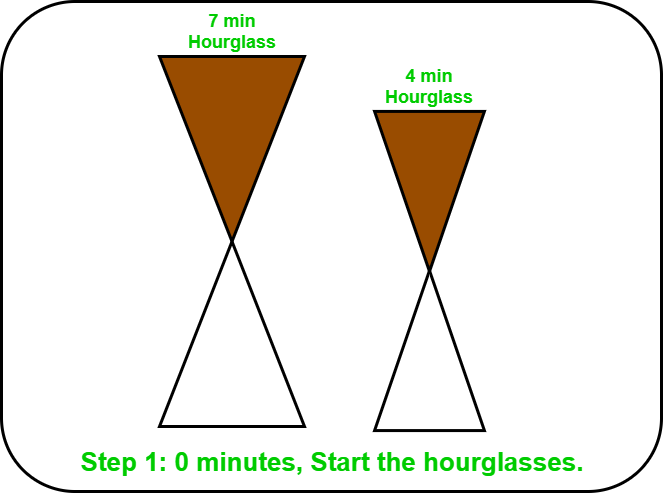 7 min
Hourglass
4 min
Hourglass
Step 1: 0 minutes, Start the hourglasses.